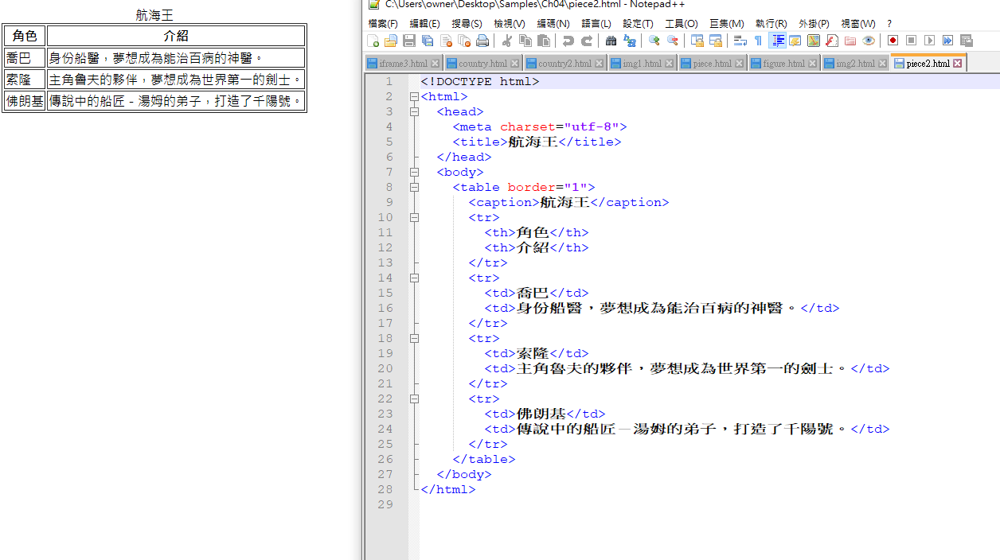 航海王
角色 介紹
喬巴 身份船醫，夢想成為能治百病的神醫。
索隆 主角魯夫的夥伴，夢想成為世界第一的劍士。
佛朗基 傳說中的船匠－湯姆的弟子，打造了千陽號。
C:\Users\owner\Desktop\Samples\Ch04\piece2.html - Notepad++
檔案(F) 編輯(E) 搜尋(S) 檢視(V) 編碼(N) 語言(L) 設定(T) 工具(O) 巨集(M) 執行(R) 外掛(P) 視窗(W) ?
iframe3.html country.html country2.html img1.html piece.html figure.html img2.html piece2.html
1 <!DOCTYPE html>
2 <html>
3 <head>
4 <meta charset="utf-8">
5 <title>航海王</title>
6 </head>
7 <body>
8 <table border="1">
9 <caption>航海王</caption>
10 <tr>
11 <th>角色</th>
12 <th>介紹</th>
13 </tr>
14 <tr>
15 <td>喬巴</td>
16 <td>身份船醫，夢想成為能治百病的神醫。</td>
17 </tr>
18 <tr>
19 <td>索隆</td>
20 <td>主角魯夫的夥伴，夢想成為世界第一的劍士。</td>
21 </tr>
22 <tr>
23 <td>佛朗基</td>
24 <td>傳說中的船匠－湯姆的弟子，打造了千陽號。</td>
25 </tr>
26 </table>
27 </body>
28 </html>
29